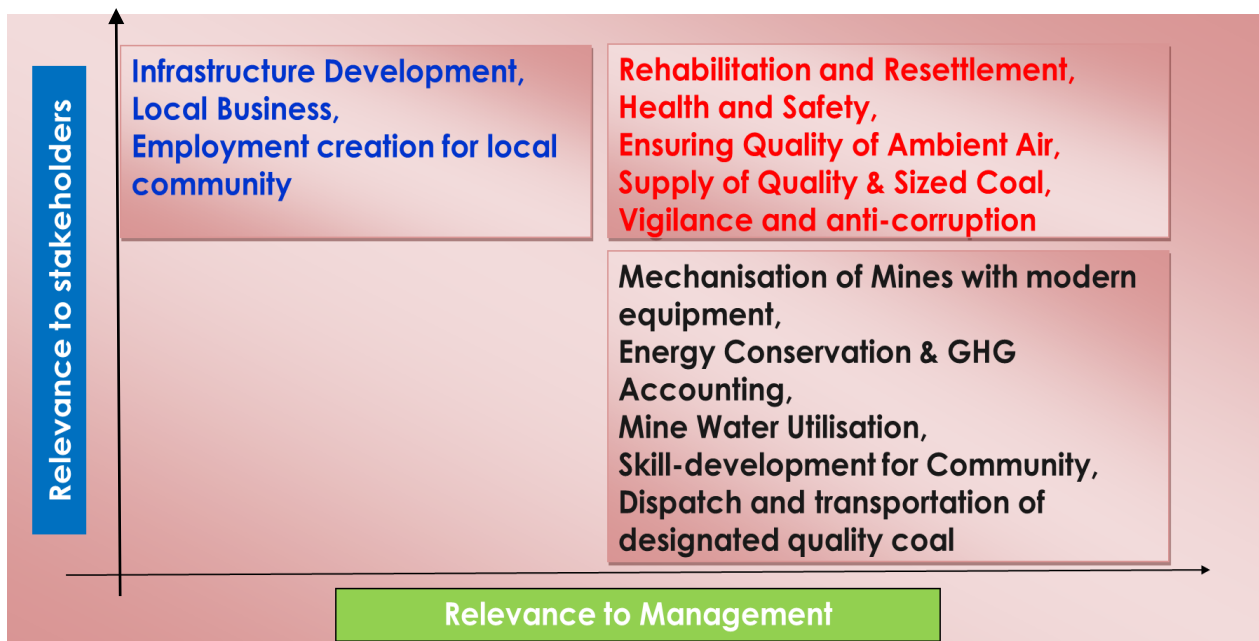 Relevance to stakeholders
Infrastructure Development,
Local Business,
Employment creation for local
community
Rehabilitation and Resettlement,
Health and Safety,
Ensuring Quality of Ambient Air,
Supply of Quality & Sized Coal,
Vigilance and anti-corruption
Mechanisation of Mines with modern
equipment,
Energy Conservation & GHG
Accounting,
Mine Water Utilisation,
Skill-development for Community,
Dispatch and transportation of
designated quality coal
Relevance to Management